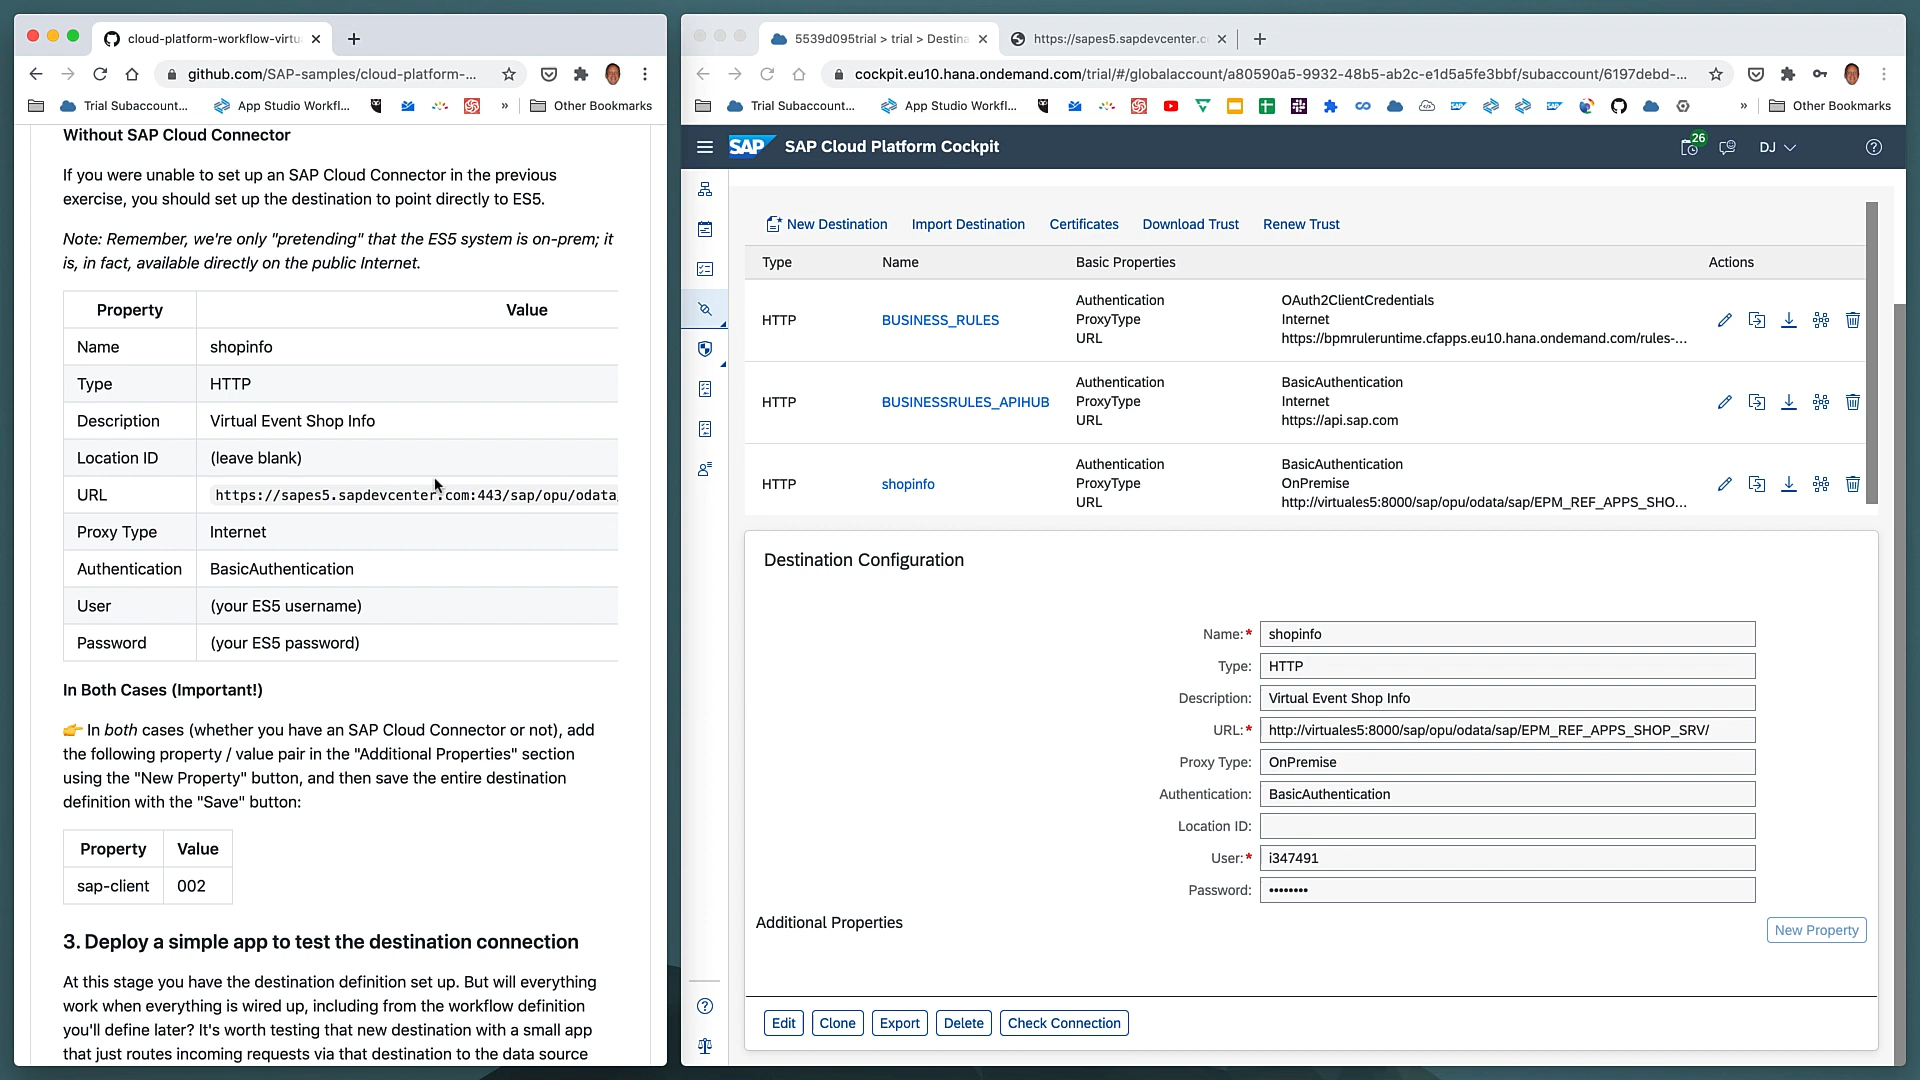 cloud-platform-workflow-virtu
github.com/SAP-samples/cloud-platform-...
Trial Subaccount...
App Studio Workfl...
»
Other Bookmarks
Without SAP Cloud Connector
If you were unable to set up an SAP Cloud Connector in the previous
exercise, you should set up the destination to point directly to ES5.
Note: Remember, we're only "pretending" that the ES5 system is on-prem; it
is, in fact, available directly on the public Internet.
Property Value
Name shopinfo
Type HTTP
Description Virtual Event Shop Info
Location ID (leave blank)
URL https://sapes5.sapdevcenter.com:443/sap/opu/odata
Proxy Type Internet
Authentication BasicAuthentication
User (your ES5 username)
Password (your ES5 password)
In Both Cases (Important!)
👉 In both cases (whether you have an SAP Cloud Connector or not), add
the following property / value pair in the "Additional Properties" section
using the "New Property" button, and then save the entire destination
definition with the "Save" button:
Property Value
sap-client 002
3. Deploy a simple app to test the destination connection
At this stage you have the destination definition set up. But will everything
work when everything is wired up, including from the workflow definition
you'll define later? It's worth testing that new destination with a small app
that just routes incoming requests via that destination to the data source
5539d095trial > trial > Destina
https://sapes5.sapdevcenter.c
cockpit.eu10.hana.ondemand.com/trial/#/globalaccount/a80590a5-9932-48b5-ab2c-e1d5a5fe3bbf/subaccount/6197debd-...
Trial Subaccount...
App Studio Workfl...
»
Other Bookmarks
SAP SAP Cloud Platform Cockpit
26
DJ
New Destination Import Destination Certificates Download Trust Renew Trust
Type Name Basic Properties Actions
HTTP BUSINESS_RULES
Authentication OAuth2ClientCredentials
ProxyType Internet
URL https://bpmruleruntime.cfapps.eu10.hana.ondemand.com/rules-...
HTTP BUSINESSRULES_APIHUB
Authentication BasicAuthentication
ProxyType Internet
URL https://api.sap.com
HTTP shopinfo
Authentication BasicAuthentication
ProxyType OnPremise
URL http://virtuales5:8000/sap/opu/odata/sap/EPM_REF_APPS_SHO...
Destination Configuration
Name:* shopinfo
Type: HTTP
Description: Virtual Event Shop Info
URL:* http://virtuales5:8000/sap/opu/odata/sap/EPM_REF_APPS_SHOP_SRV/
Proxy Type: OnPremise
Authentication: BasicAuthentication
Location ID:
User:* i347491
Password: ••••••••
Additional Properties
New Property
Edit Clone Export Delete Check Connection